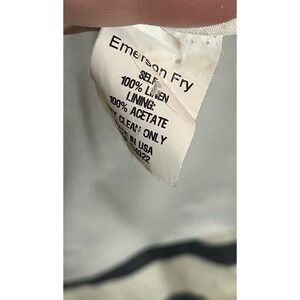 Emerson Fry
SELF:
100% LINEN
LINING:
100% ACETATE
CLEAN ONLY
IN USA